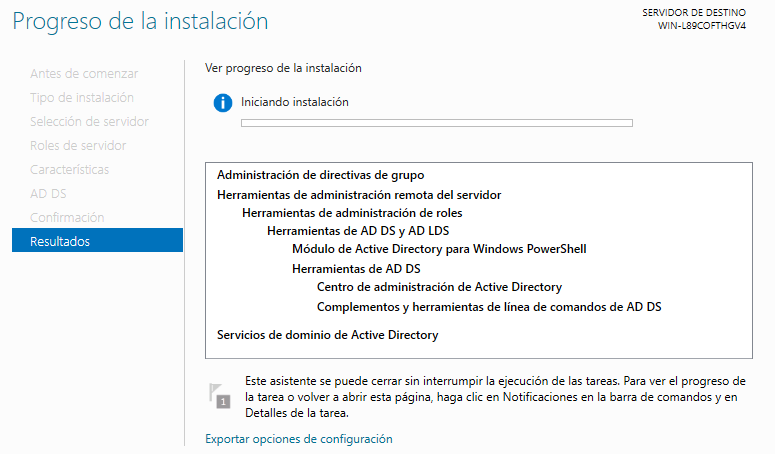 Progreso de la instalación
SERVIDOR DE DESTINO
WIN-L89COFTHGV4
Antes de comenzar
Tipo de instalación
Selección de servidor
Roles de servidor
Características
AD DS
Confirmación
Resultados
Ver progreso de la instalación
Iniciando instalación
Administración de directivas de grupo
Herramientas de administración remota del servidor
Herramientas de administración de roles
Herramientas de AD DS y AD LDS
Módulo de Active Directory para Windows PowerShell
Herramientas de AD DS
Centro de administración de Active Directory
Complementos y herramientas de línea de comandos de AD DS
Servicios de dominio de Active Directory
1
Este asistente se puede cerrar sin interrumpir la ejecución de las tareas. Para ver el progreso de
la tarea o volver a abrir esta página, haga clic en Notificaciones en la barra de comandos y en
Detalles de la tarea.
Exportar opciones de configuración